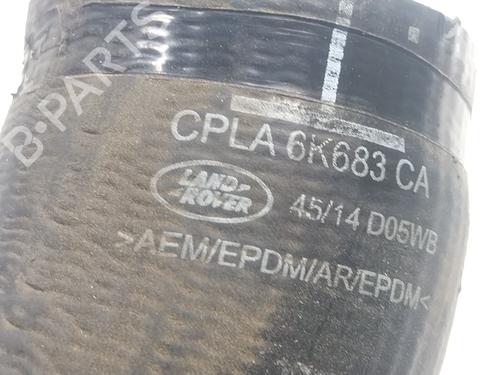 B-PARTS
CPLA 6K683 CA
LAND-
ROVER
45/14 D05WB
>AEM/EPDM/AR/EPDM<